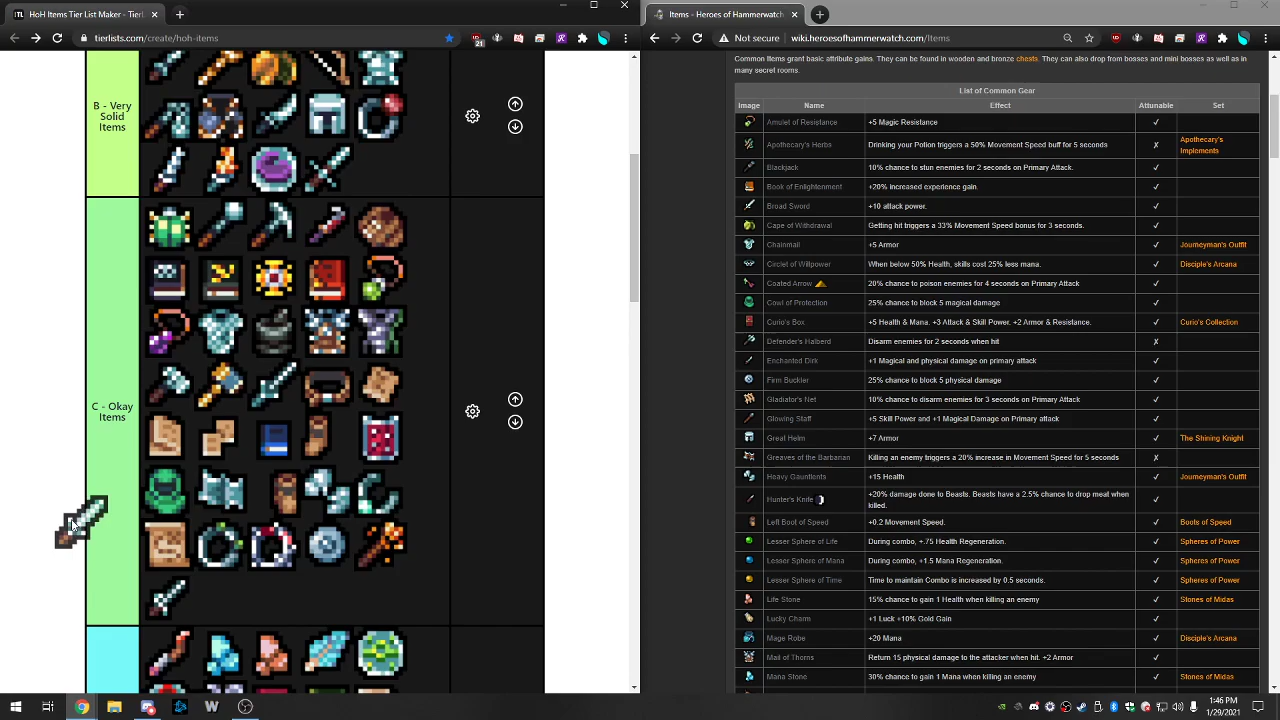 HoH Items Tier List Maker - Tierl
Items - Heroes of Hammerwatch
tierlists.com/create/hoh-items
21
Not secure
wiki.heroesofhammerwatch.com/Items
B - Very
Solid
Items
C - Okay
Items
Common Items grant basic attribute gains. They can be found in wooden and bronze chests. They can also drop from bosses and mini bosses as well as in
many secret rooms.
List of Common Gear
Image Name Effect Attunable Set
Amulet of Resistance +5 Magic Resistance ✓
Apothecary's Herbs Drinking your Potion triggers a 50% Movement Speed buff for 5 seconds ✗ Apothecary's
Implements
Blackjack 10% chance to stun enemies for 2 seconds on Primary Attack. ✓
Book of Enlightenment +20% increased experience gain. ✓
Broad Sword +10 attack power. ✓
Cape of Withdrawal Getting hit triggers a 33% Movement Speed bonus for 3 seconds. ✓
Chainmail +5 Armor ✓ Journeyman's Outfit
Circlet of Willpower When below 50% Health, skills cost 25% less mana. ✓ Disciple's Arcana
Coated Arrow 20% chance to poison enemies for 4 seconds on Primary Attack ✓
Cowl of Protection 25% chance to block 5 magical damage ✓
Curio's Box +5 Health & Mana, +3 Attack & Skill Power, +2 Armor & Resistance. ✓ Curio's Collection
Defender's Halberd Disarm enemies for 2 seconds when hit ✗
Enchanted Dirk +1 Magical and physical damage on primary attack ✓
Firm Buckler 25% chance to block 5 physical damage ✓
Gladiator's Net 10% chance to disarm enemies for 3 seconds on Primary Attack ✓
Glowing Staff +5 Skill Power and +1 Magical Damage on Primary attack ✓
Great Helm +7 Armor ✓ The Shining Knight
Greaves of the Barbarian Killing an enemy triggers a 20% increase in Movement Speed for 5 seconds ✗
Heavy Gauntlents +15 Health ✓ Journeyman's Outfit
Hunter's Knife +20% damage done to Beasts. Beasts have a 2.5% chance to drop meat when
killed. ✓
Left Boot of Speed +0.2 Movement Speed. ✓ Boots of Speed
Lesser Sphere of Life During combo, +.75 Health Regeneration. ✓ Spheres of Power
Lesser Sphere of Mana During combo, +1.5 Mana Regeneration. ✓ Spheres of Power
Lesser Sphere of Time Time to maintain Combo is increased by 0.5 seconds. ✓ Spheres of Power
Life Stone 15% chance to gain 1 Health when killing an enemy ✓ Stones of Midas
Lucky Charm +1 Luck +10% Gold Gain ✓
Mage Robe +20 Mana ✓ Disciple's Arcana
Mail of Thorns Return 15 physical damage to the attacker when hit. +2 Armor ✓
Mana Stone 30% chance to gain 1 Mana when killing an enemy ✓ Stones of Midas
1:46 PM
1/29/2021